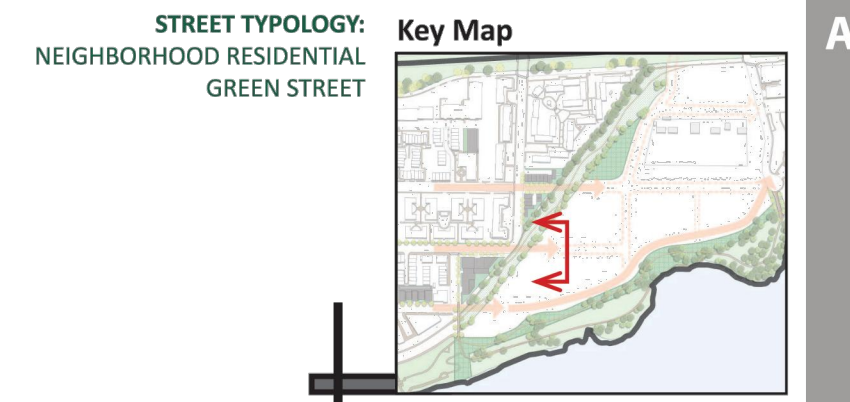 STREET TYPOLOGY:
NEIGHBORHOOD RESIDENTIAL
GREEN STREET
Key Map
A